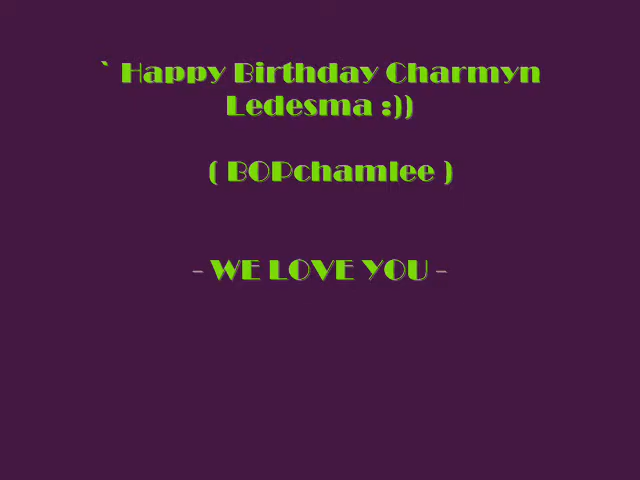 ` Happy Birthday Charmyn
Ledesma :))
( BOPchamlee )
- WE LOVE YOU -